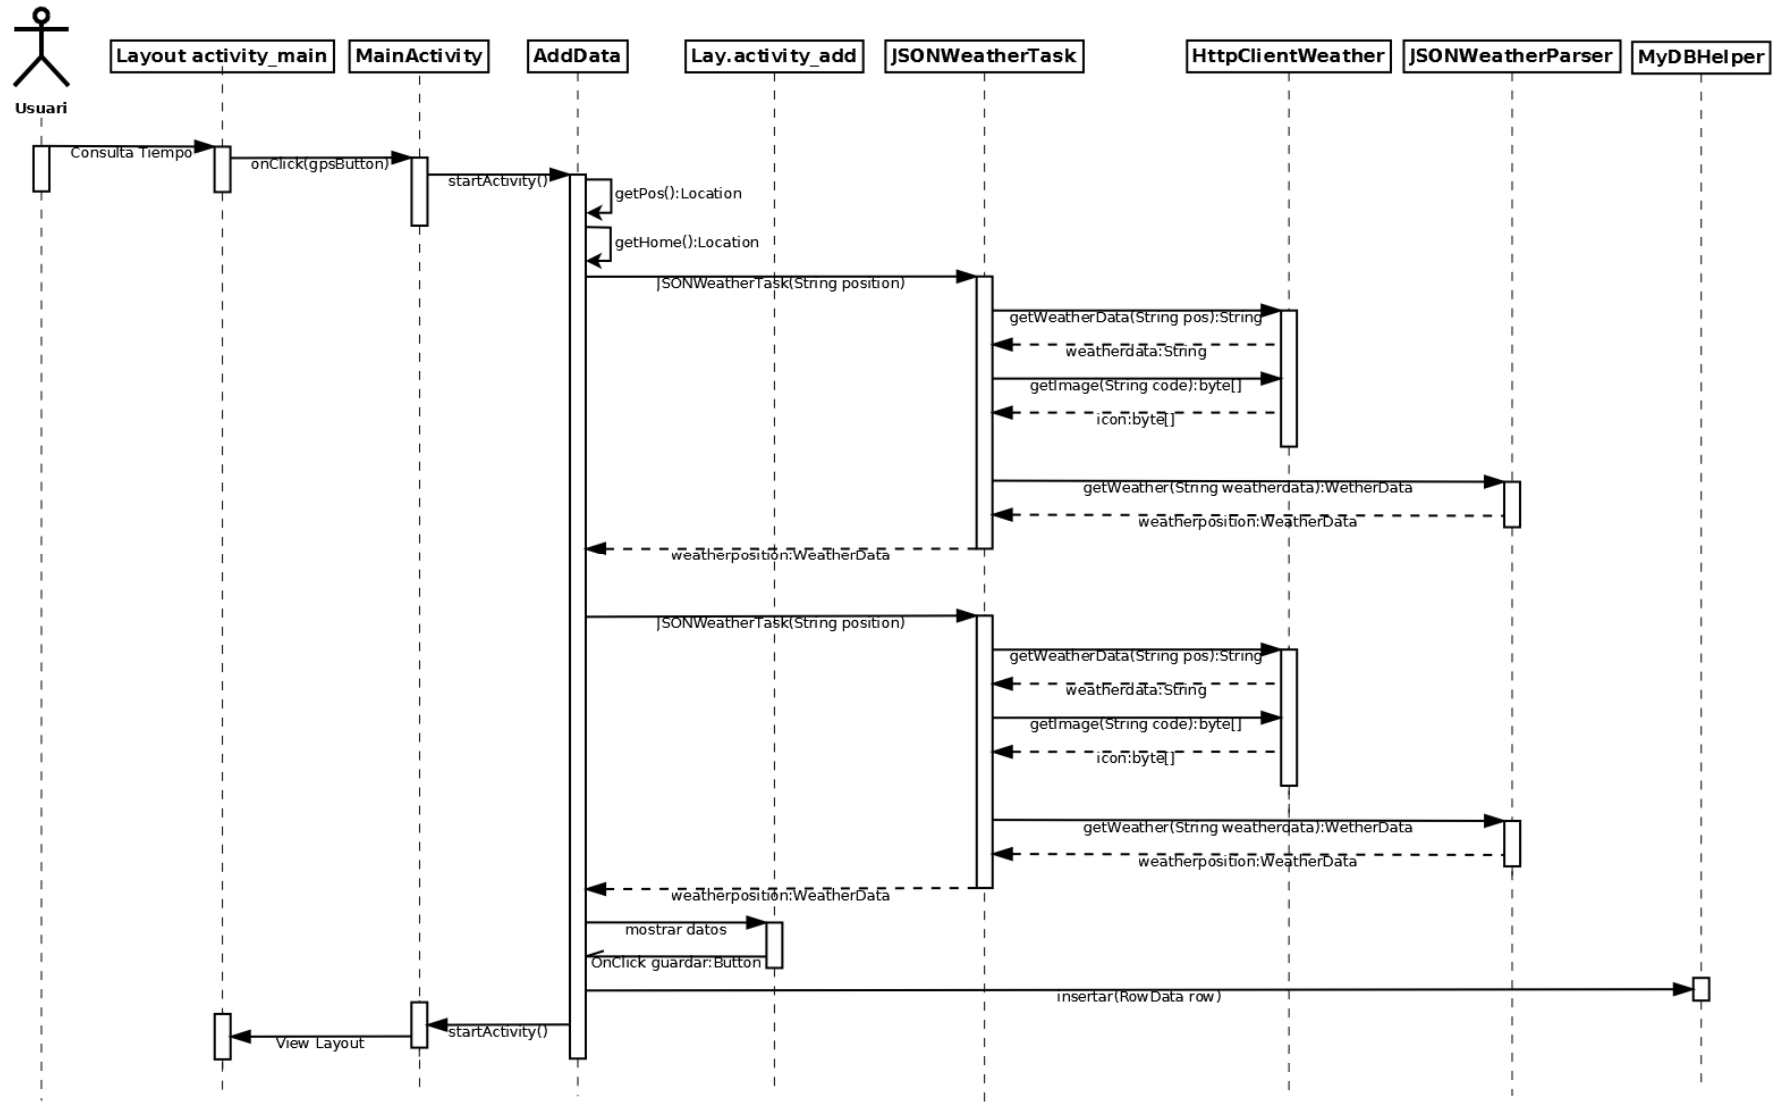 Usuari
Layout activity_main
MainActivity
AddData
Lay.activity_add
JSONWeatherTask
HttpClientWeather
JSONWeatherParser
MyDBHelper
Consulta Tiempo
onClick(gpsButton)
startActivity()
getPos():Location
getHome():Location
JSONWeatherTask(String position)
getWeatherData(String pos):String
weatherdata:String
getImage(String code):byte[]
icon:byte[]
getWeather(String weatherdata):WetherData
weatherposition:WeatherData
weatherposition:WeatherData
JSONWeatherTask(String position)
getWeatherData(String pos):String
weatherdata:String
getImage(String code):byte[]
icon:byte[]
getWeather(String weatherdata):WetherData
weatherposition:WeatherData
weatherposition:WeatherData
mostrar datos
OnClick guardar:Button
insertar(RowData row)
startActivity()
View Layout